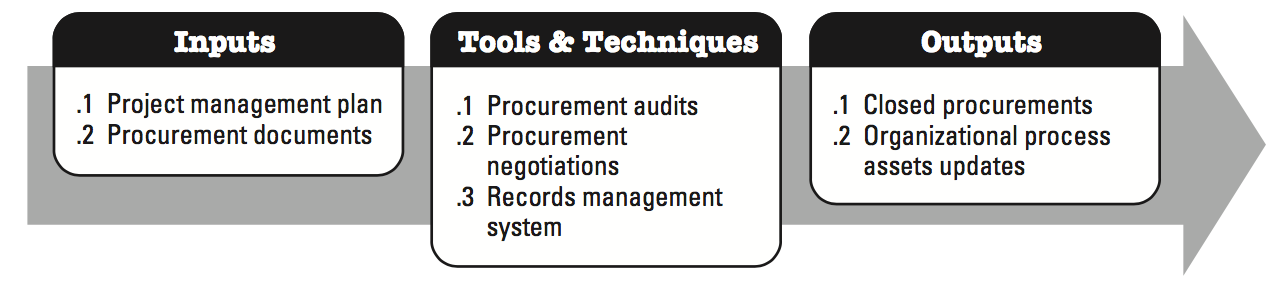 Inputs
.1 Project management plan
.2 Procurement documents
Tools & Techniques
.1 Procurement audits
.2 Procurement
negotiations
.3 Records management
system
Outputs
.1 Closed procurements
.2 Organizational process
assets updates